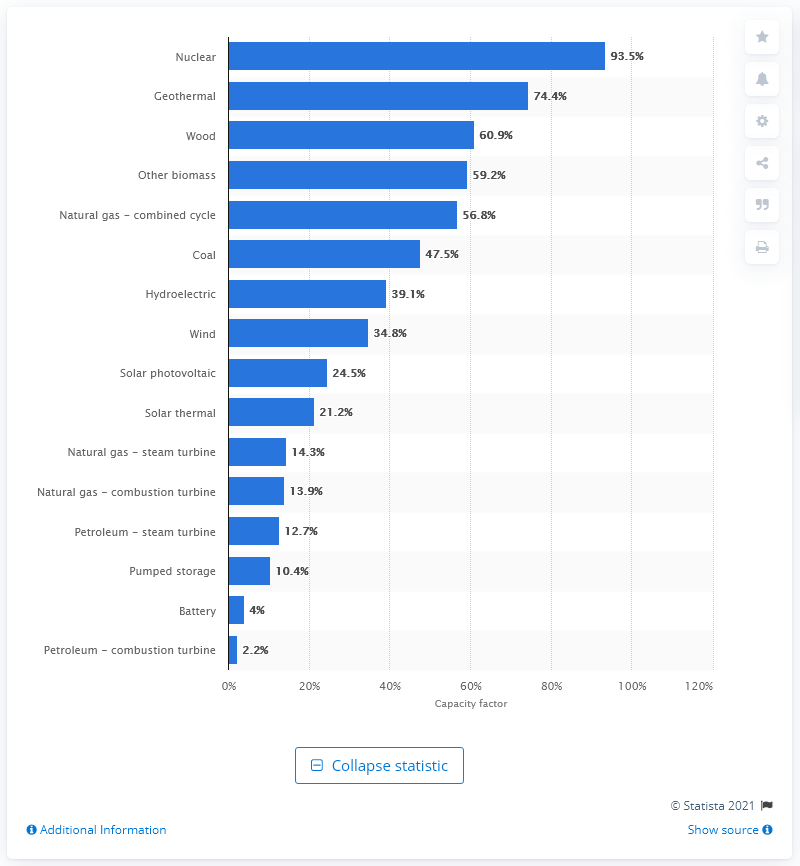 Nuclear 93.5%
Geothermal 74.4%
Wood 60.9%
Other biomass 59.2%
Natural gas - combined cycle 56.8%
Coal 47.5%
Hydroelectric 39.1%
Wind 34.8%
Solar photovoltaic 24.5%
Solar thermal 21.2%
Natural gas - steam turbine 14.3%
Natural gas - combustion turbine 13.9%
Petroleum - steam turbine 12.7%
Pumped storage 10.4%
Battery 4%
Petroleum - combustion turbine 2.2%
0% 20% 40% 60% 80% 100% 120%
Capacity factor
Collapse statistic
© Statista 2021
Additional Information Show source